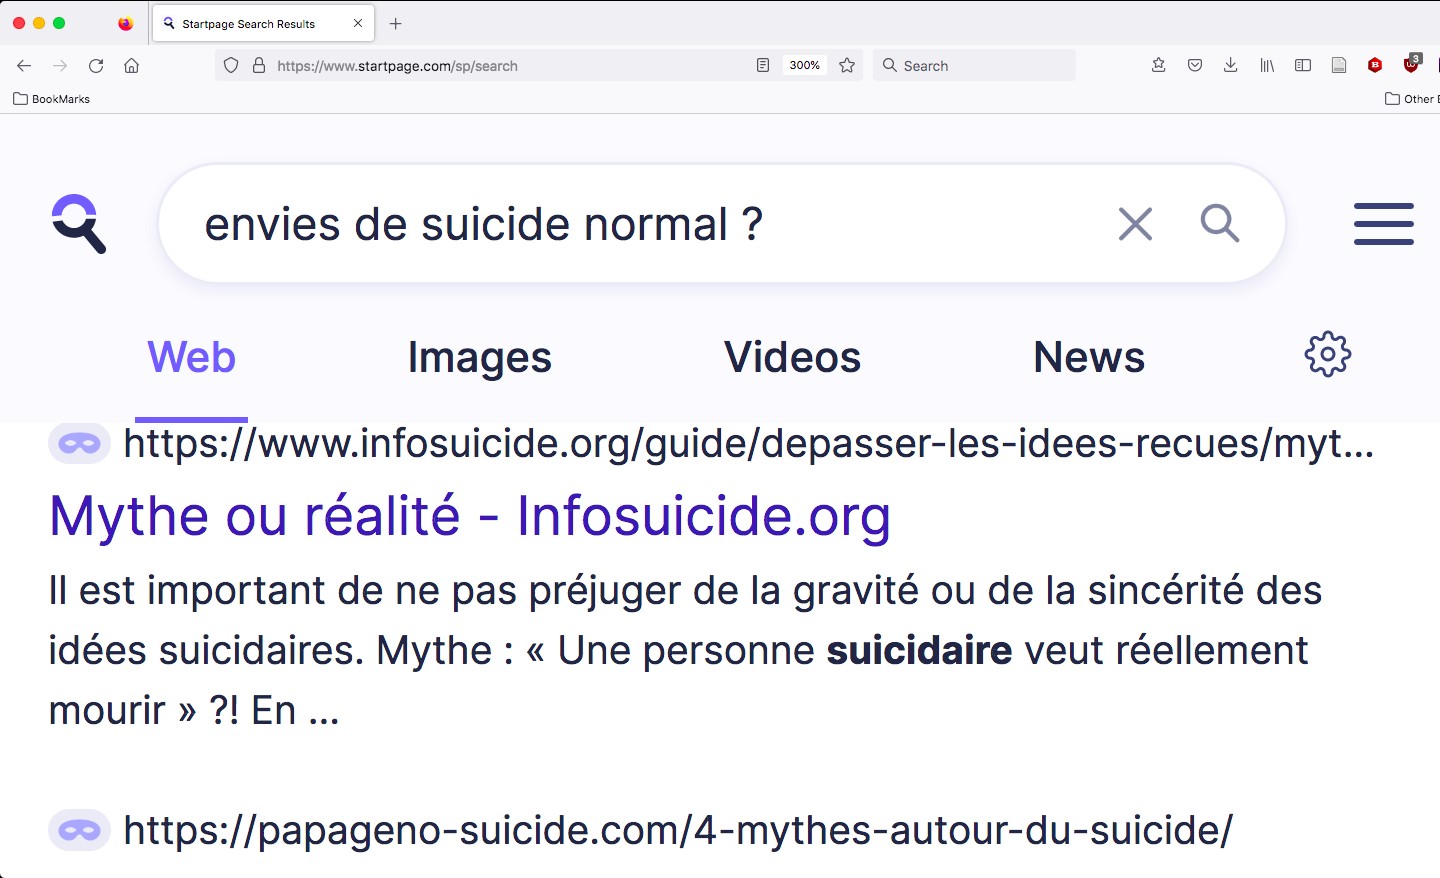 Startpage Search Results
https://www.startpage.com/sp/search
300%
Search
3
BookMarks
Other
envies de suicide normal ?
Web
Images
Videos
News
https://www.infosuicide.org/guide/depasser-les-idees-recues/myt...
Mythe ou réalité - Infosuicide.org
Il est important de ne pas préjuger de la gravité ou de la sincérité des
idées suicidaires. Mythe : « Une personne suicidaire veut réellement
mourir » ?! En ...
https://papageno-suicide.com/4-mythes-autour-du-suicide/